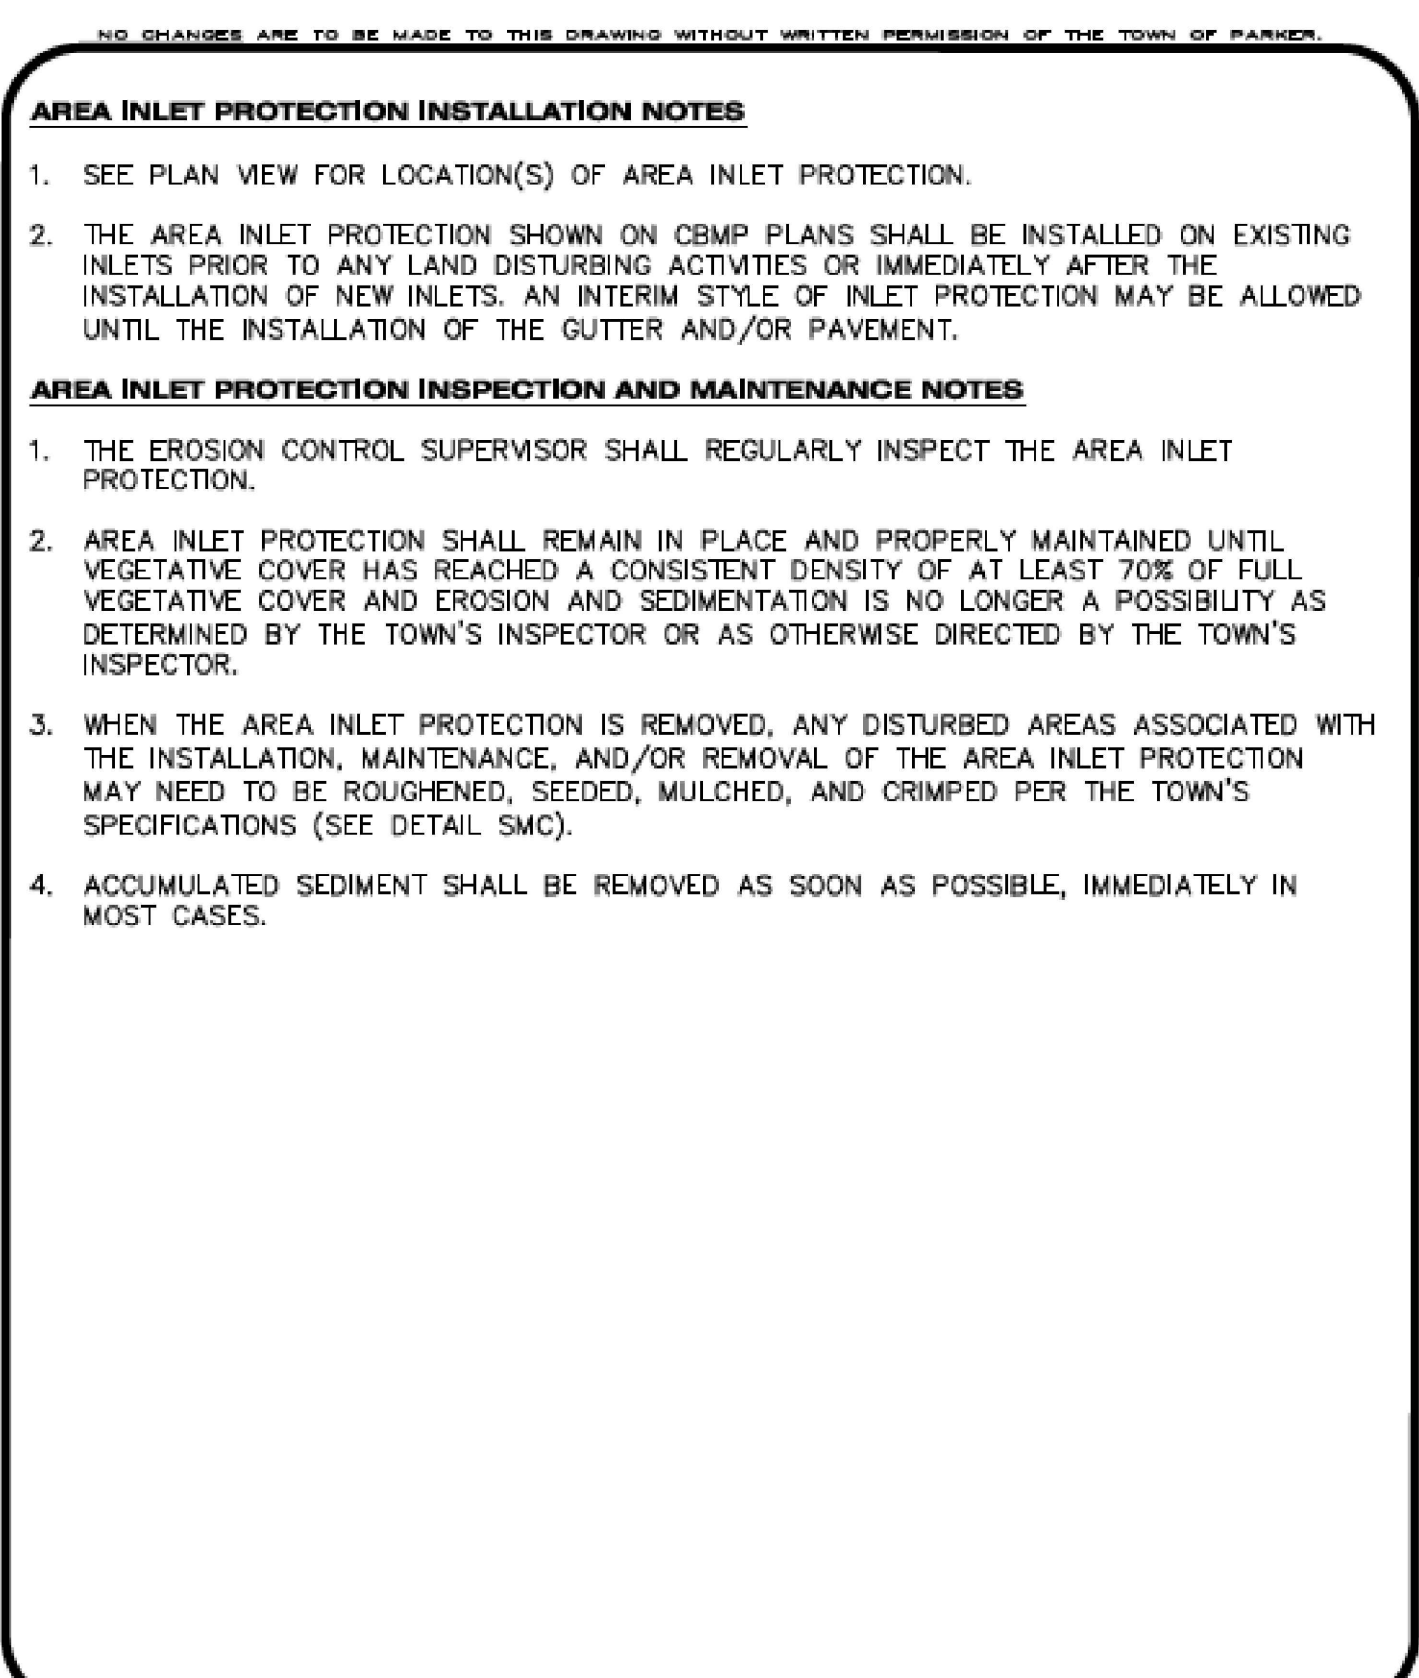 NO CHANGES ARE TO BE MADE TO THIS DRAWING WITHOUT WRITTEN PERMISSION OF THE TOWN OF PARKER.
AREA INLET PROTECTION INSTALLATION NOTES
1. SEE PLAN VIEW FOR LOCATION(S) OF AREA INLET PROTECTION.
2. THE AREA INLET PROTECTION SHOWN ON CBMP PLANS SHALL BE INSTALLED ON EXISTING
INLETS PRIOR TO ANY LAND DISTURBING ACTIVITIES OR IMMEDIATELY AFTER THE
INSTALLATION OF NEW INLETS. AN INTERIM STYLE OF INLET PROTECTION MAY BE ALLOWED
UNTIL THE INSTALLATION OF THE GUTTER AND/OR PAVEMENT.
AREA INLET PROTECTION INSPECTION AND MAINTENANCE NOTES
1. THE EROSION CONTROL SUPERVISOR SHALL REGULARLY INSPECT THE AREA INLET
PROTECTION.
2. AREA INLET PROTECTION SHALL REMAIN IN PLACE AND PROPERLY MAINTAINED UNTIL
VEGETATIVE COVER HAS REACHED A CONSISTENT DENSITY OF AT LEAST 70% OF FULL
VEGETATIVE COVER AND EROSION AND SEDIMENTATION IS NO LONGER A POSSIBILITY AS
DETERMINED BY THE TOWN'S INSPECTOR OR AS OTHERWISE DIRECTED BY THE TOWN'S
INSPECTOR.
3. WHEN THE AREA INLET PROTECTION IS REMOVED, ANY DISTURBED AREAS ASSOCIATED WITH
THE INSTALLATION, MAINTENANCE, AND/OR REMOVAL OF THE AREA INLET PROTECTION
MAY NEED TO BE ROUGHENED, SEEDED, MULCHED, AND CRIMPED PER THE TOWN'S
SPECIFICATIONS (SEE DETAIL SMC).
4. ACCUMULATED SEDIMENT SHALL BE REMOVED AS SOON AS POSSIBLE, IMMEDIATELY IN
MOST CASES.